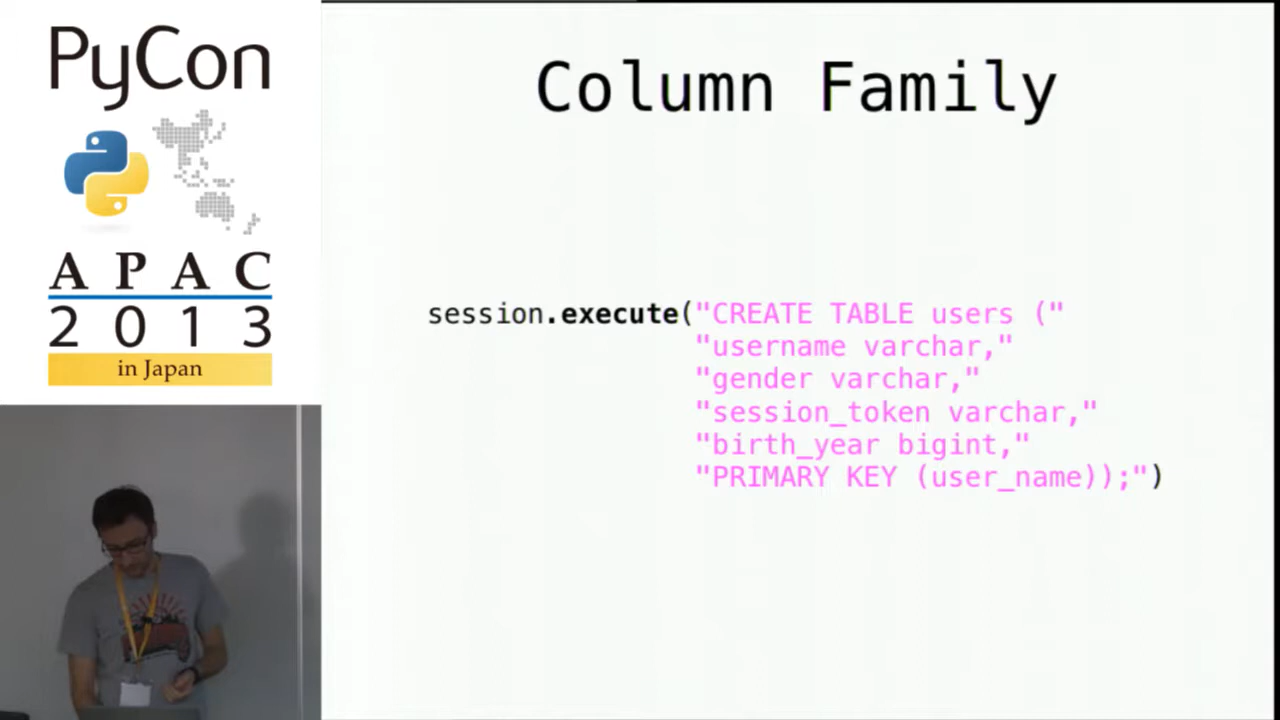 PyCon
APAC
2013
in Japan
Column Family
session.execute("CREATE TABLE users ("
"username varchar,"
"gender varchar,"
"session_token varchar,"
"birth_year bigint,"
"PRIMARY KEY (user_name));")